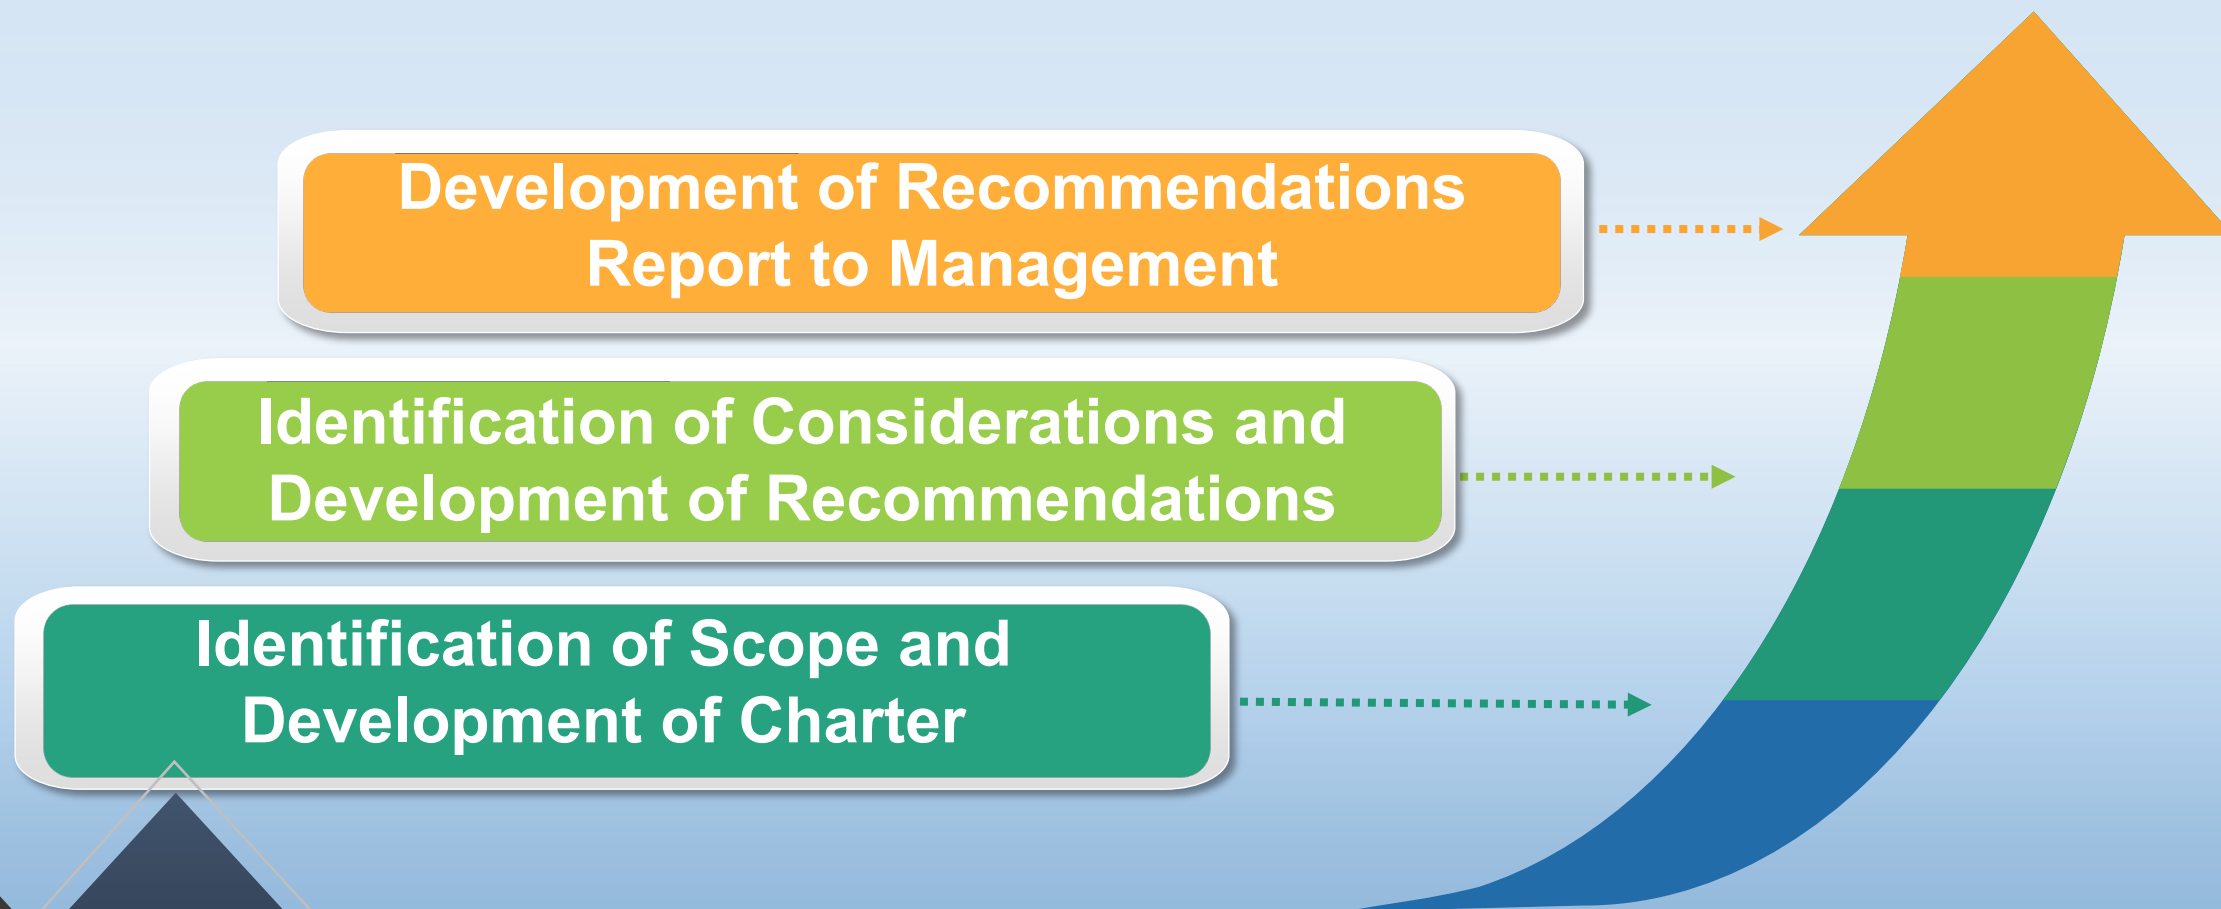 Development of Recommendations
Report to Management
Identification of Considerations and
Development of Recommendations
Identification of Scope and
Development of Charter